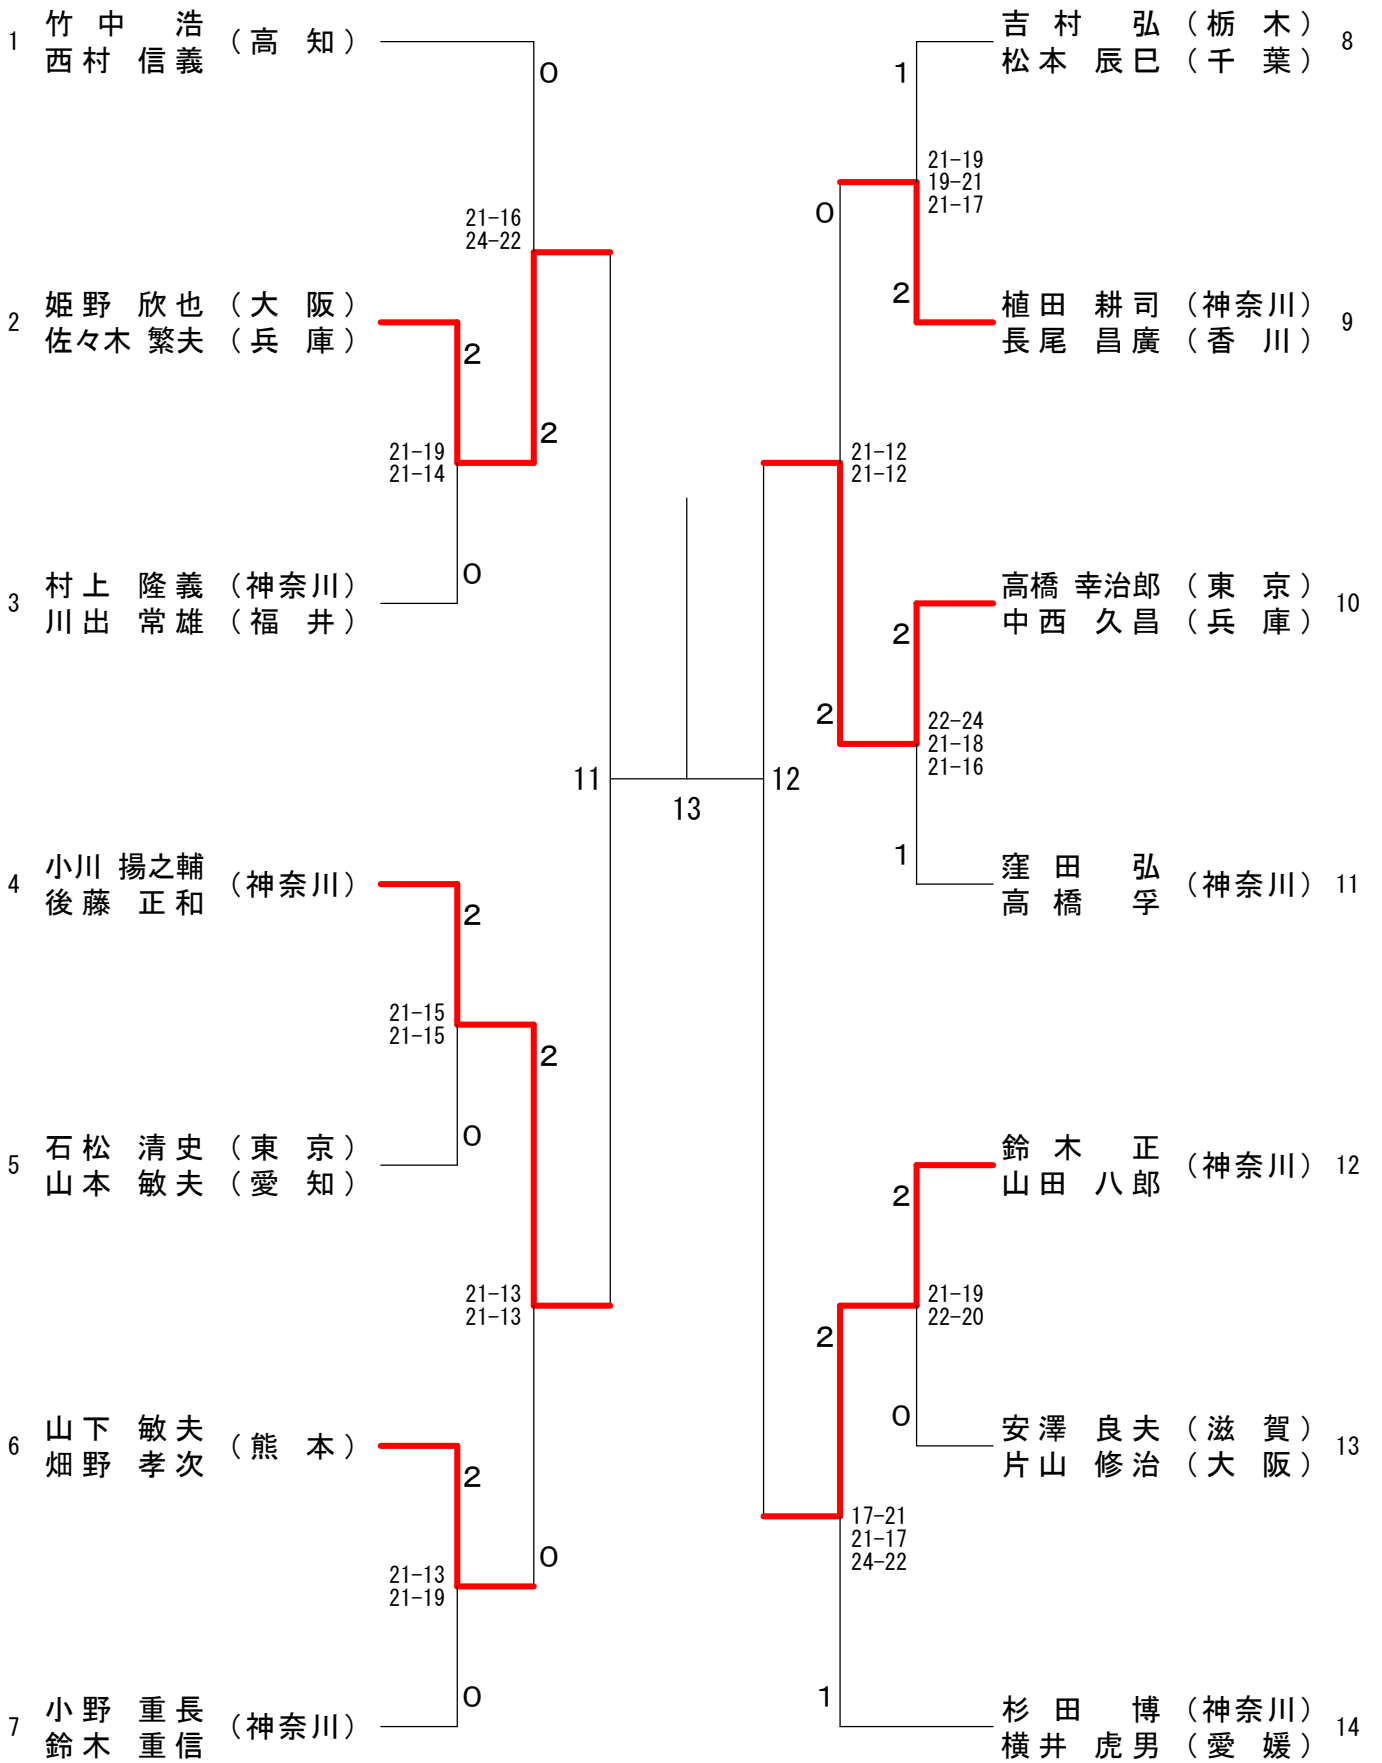 1 竹中 浩 (高 知)
西村 信義
0
21-16
24-22
2 姫野 欣也 (大 阪)
佐々木 繁夫 (兵 庫)
2
2
21-19
21-14
0
3 村上 隆義 (神奈川)
川出 常雄 (福 井)
11
4 小川 揚之輔 (神奈川)
後藤 正和
2
21-15
21-15
2
0
5 石松 清史 (東 京)
山本 敏夫 (愛 知)
21-13
21-13
6 山下 敏夫 (熊 本)
畑野 孝次
2
0
21-13
21-19
0
7 小野 重長 (神奈川)
鈴木 重信
13
吉村 弘 (栃 木) 8
松本 辰巳 (千 葉)
1
21-19
19-21
21-17
0
2
植田 耕司 (神奈川) 9
長尾 昌廣 (香 川)
21-12
21-12
高橋 幸治郎 (東 京) 10
中西 久昌 (兵 庫)
2
2
22-24
21-18
21-16
12
1
窪田 弘 (神奈川) 11
高橋 孚
鈴木 正 (神奈川) 12
山田 八郎
2
21-19
22-20
2
0
安澤 良夫 (滋 賀) 13
片山 修治 (大 阪)
17-21
21-17
24-22
1
杉田 博 (神奈川) 14
横井 虎男 (愛 媛)